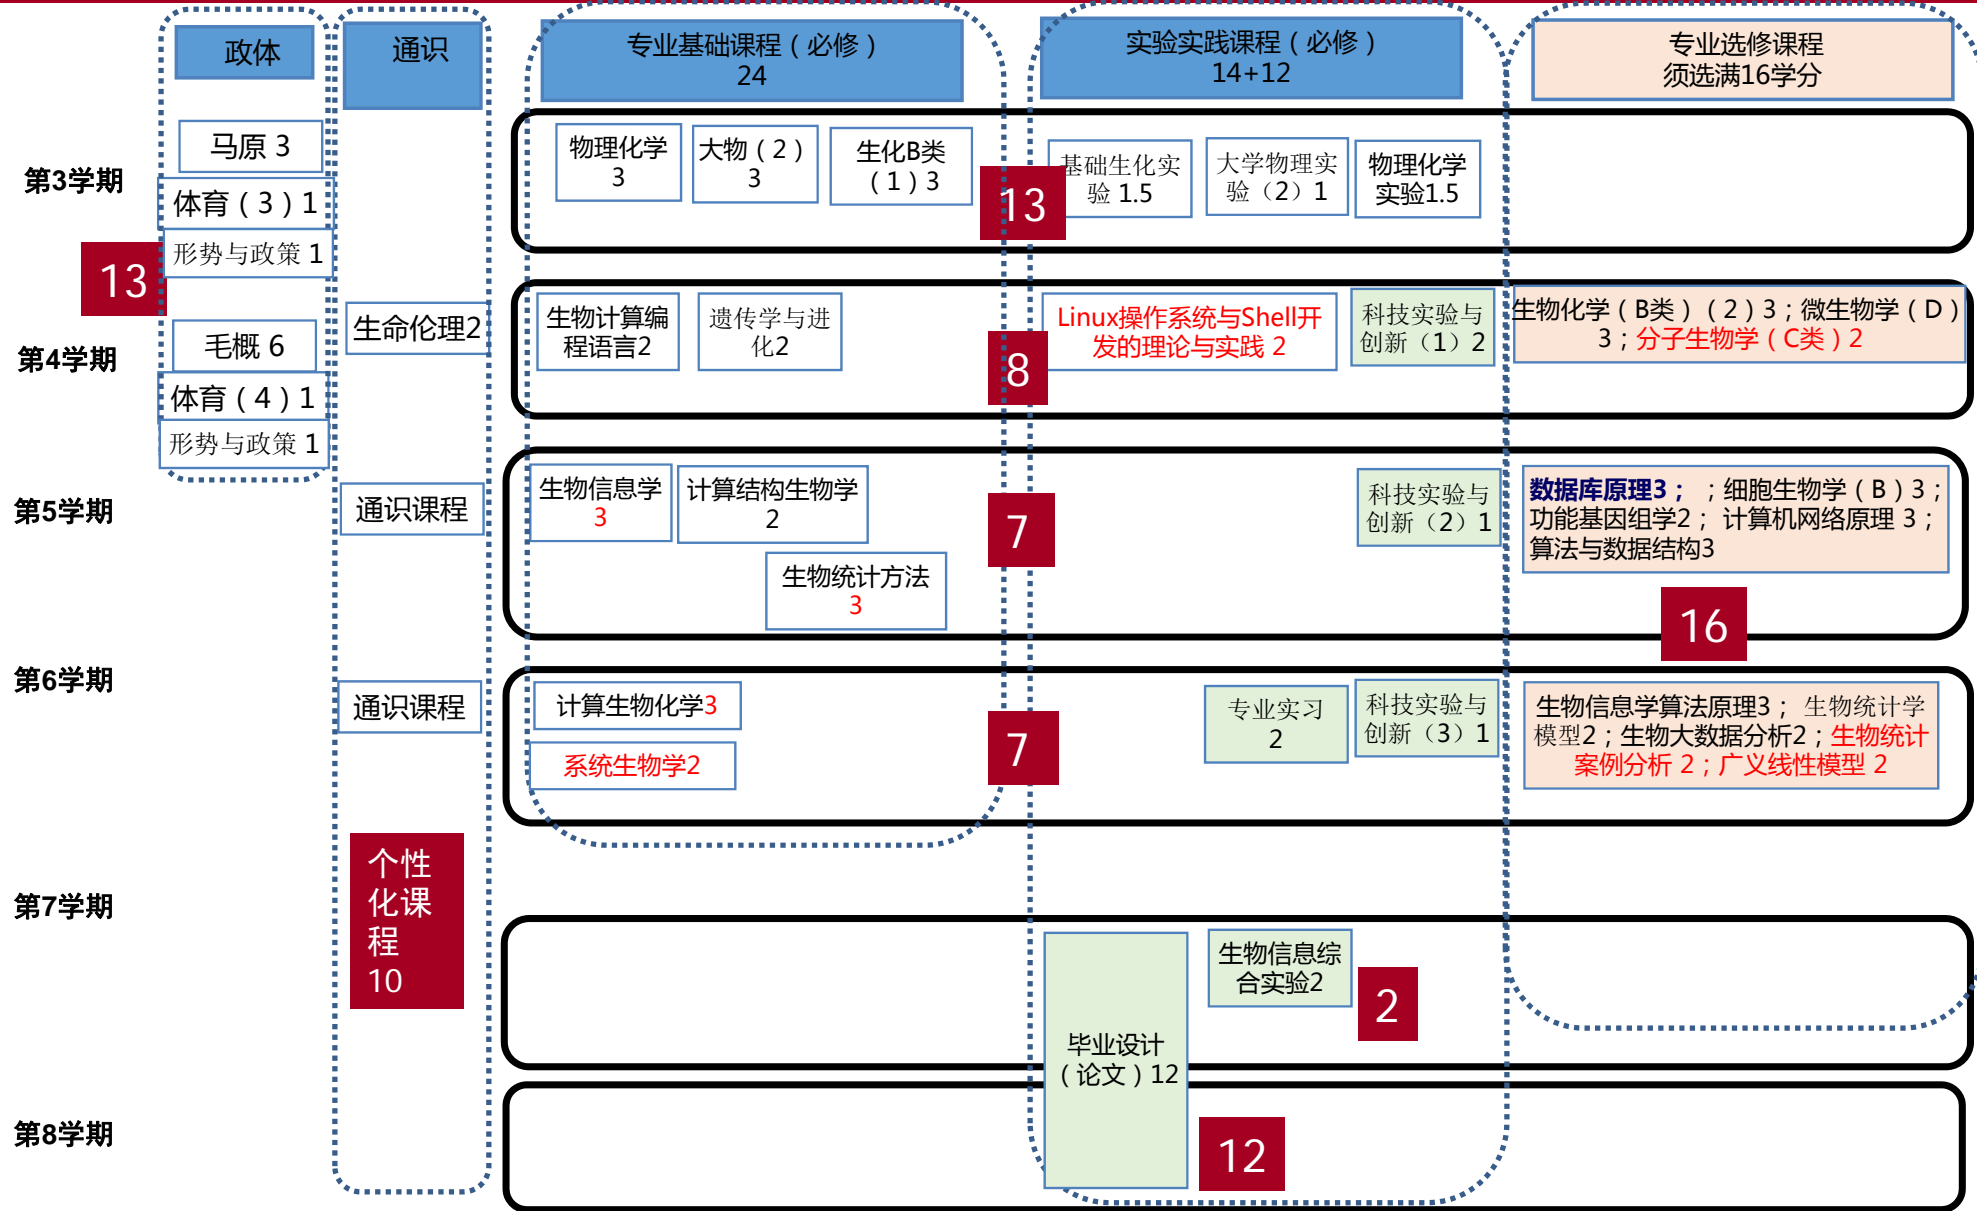 政体
通识
专业基础课程（必修）
24
实验实践课程（必修）
14+12
专业选修课程
须选满16学分
第3学期
马原 3
体育（3）1
形势与政策 1
13
物理化学
3
大物（2）
3
生化B类
（1）3
13
基础生化实
验 1.5
大学物理实
验（2）1
物理化学
实验1.5
第4学期
毛概 6
体育（4）1
形势与政策 1
生命伦理2
生物计算编
程语言2
遗传学与进
化2
8
Linux操作系统与Shell开
发的理论与实践 2
科技实验与
创新（1）2
生物化学（B类）（2）3；微生物学（D）
3；分子生物学（C类）2
第5学期
通识课程
生物信息学
3
计算结构生物学
2
生物统计方法
3
7
科技实验与
创新（2）1
数据库原理3； ；细胞生物学（B）3；
功能基因组学2； 计算机网络原理 3；
算法与数据结构3
16
第6学期
通识课程
计算生物化学3
系统生物学2
7
专业实习
2
科技实验与
创新（3）1
生物信息学算法原理3； 生物统计学
模型2；生物大数据分析2；生物统计
案例分析 2；广义线性模型 2
个性
化课
程
10
第7学期
生物信息综
合实验2
2
毕业设计
（论文）12
第8学期
12